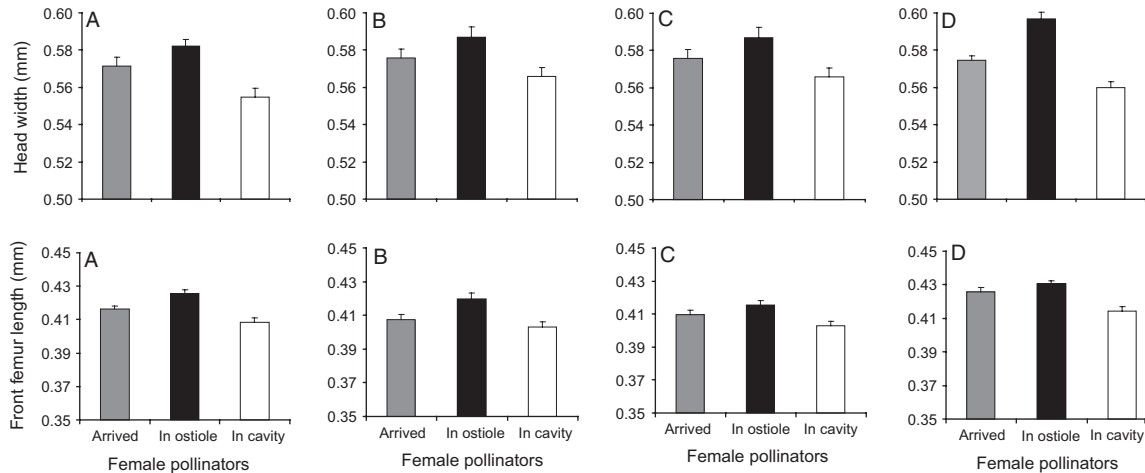 A
B
C
D
Head width (mm)
0.60
0.58
0.56
0.54
0.52
0.50
0.60
0.58
0.56
0.54
0.52
0.50
0.60
0.58
0.56
0.54
0.52
0.50
0.60
0.58
0.56
0.54
0.52
0.50
A
B
C
D
Front femur length (mm)
0.45
0.43
0.41
0.39
0.37
0.35
0.45
0.43
0.41
0.39
0.37
0.35
0.45
0.43
0.41
0.39
0.37
0.35
0.45
0.43
0.41
0.39
0.37
0.35
Arrived In ostiole In cavity
Arrived In ostiole In cavity
Arrived In ostiole In cavity
Arrived In ostiole In cavity
Female pollinators
Female pollinators
Female pollinators
Female pollinators